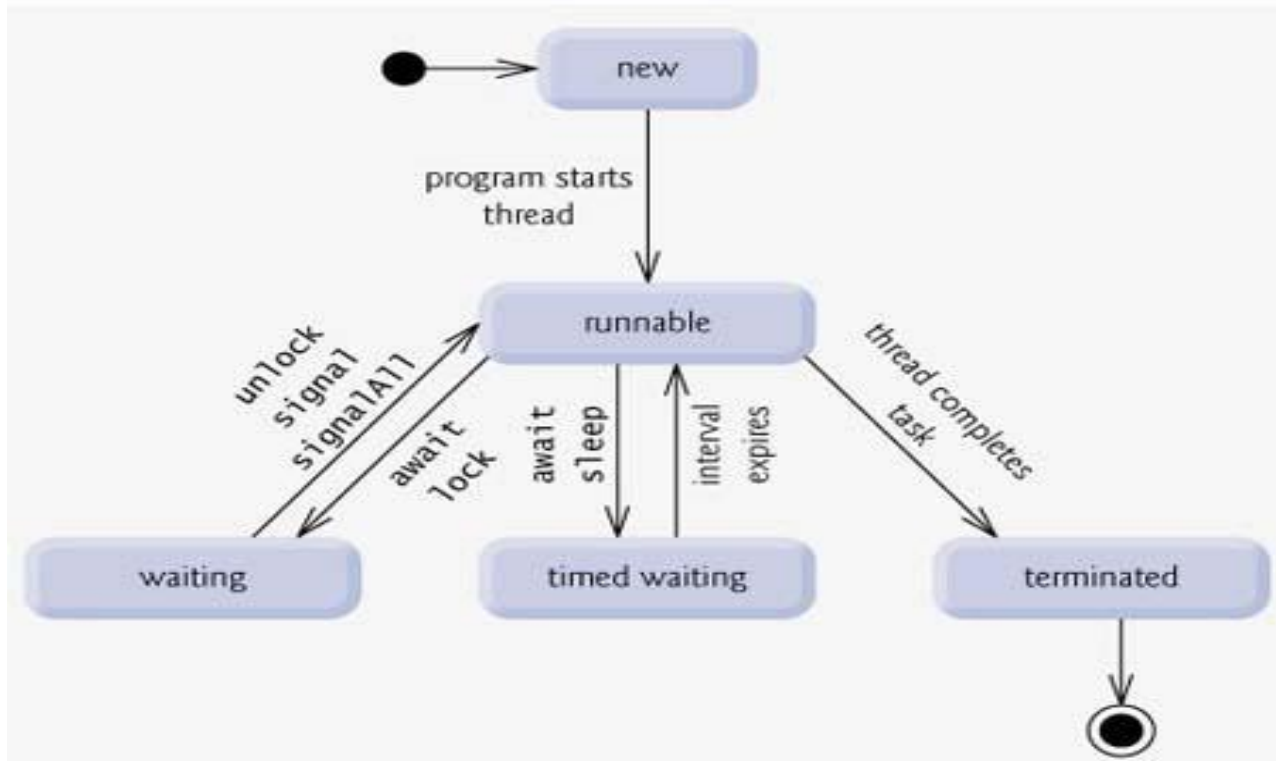 new
program starts
thread
runnable
unlock
signal
signalAll
await
lock
await
sleep
interval
expires
thread completes
task
waiting
timed waiting
terminated